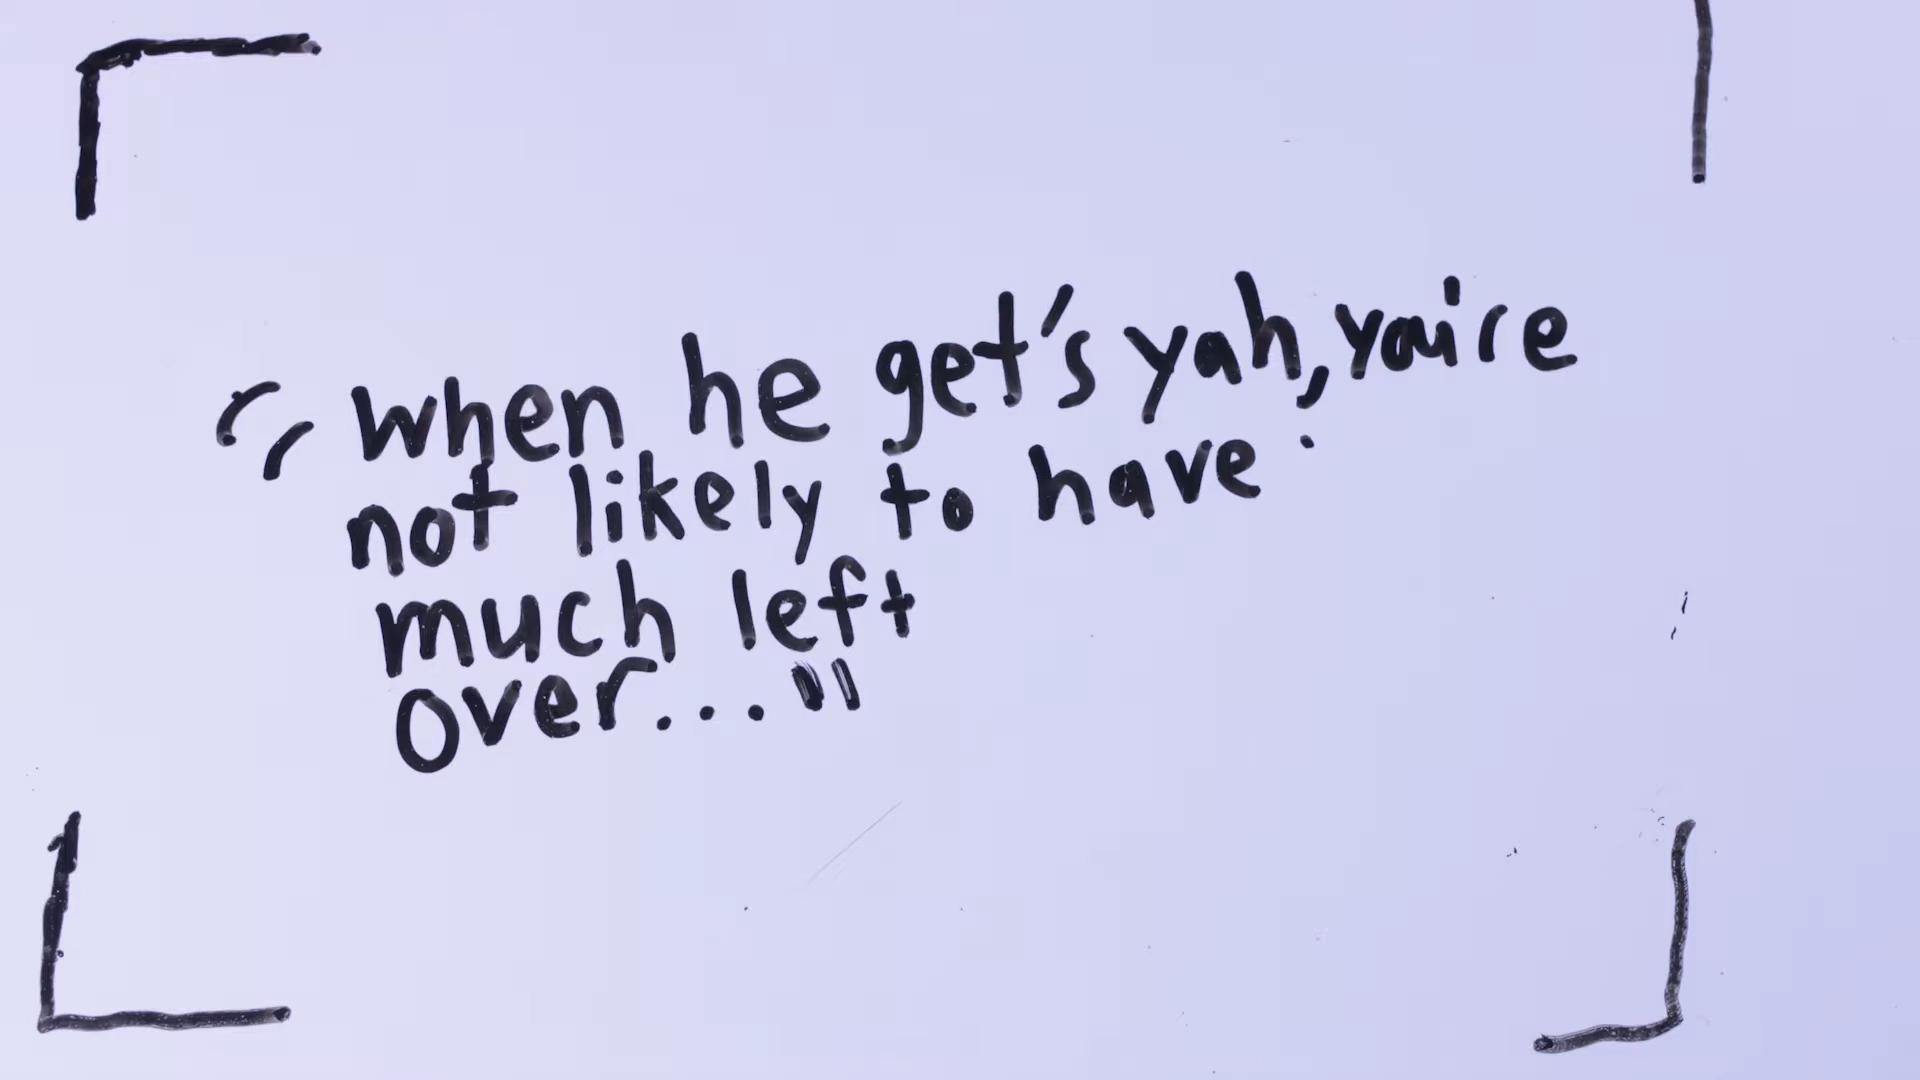 "when he get's yah, you're
not likely to have
much left
over..."